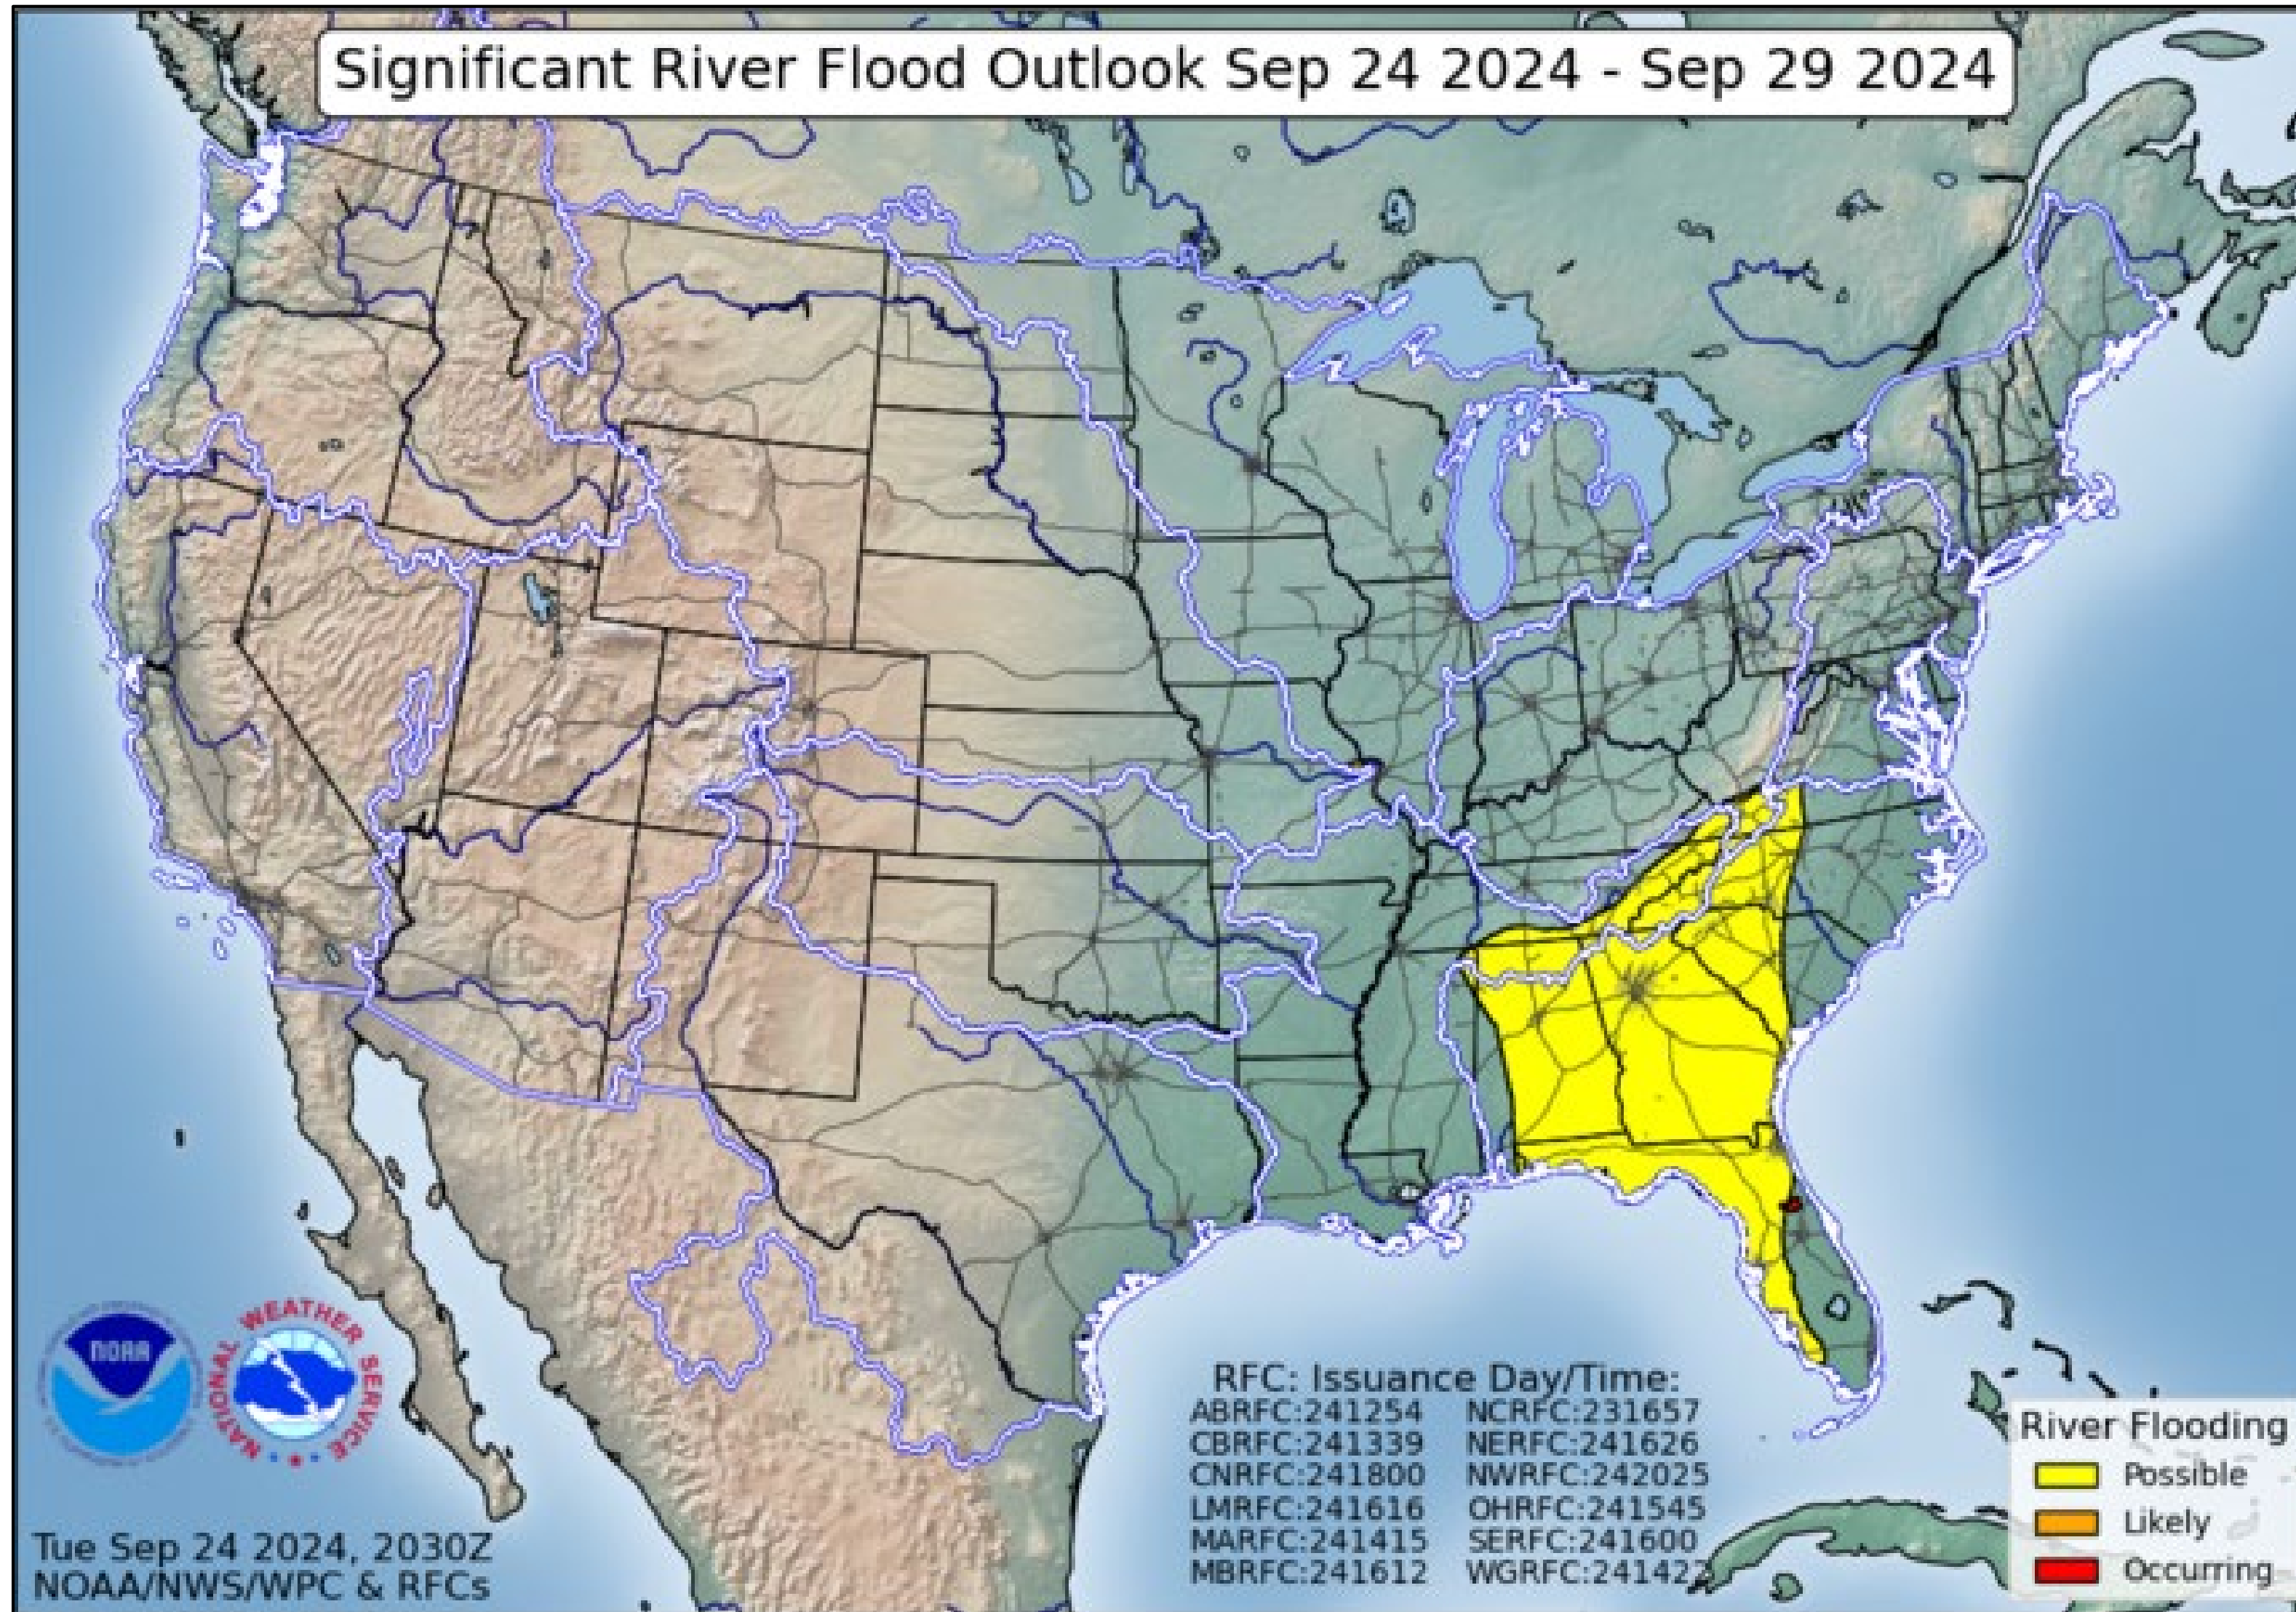 Significant River Flood Outlook Sep 24 2024 - Sep 29 2024
NOAA
NATIONAL WEATHER SERVICE
Tue Sep 24 2024, 2030Z
NOAA/NWS/WPC & RFCs
RFC: Issuance Day/Time:
ABRFC:241254 NCRFC:231657
CBRFC:241339 NERFC:241626
CNRFC:241800 NWRFC:242025
LMRFC:241616 OHRFC:241545
MARFC:241415 SERFC:241600
MBRFC:241612 WGRFC:241422
River Flooding
Possible
Likely
Occurring